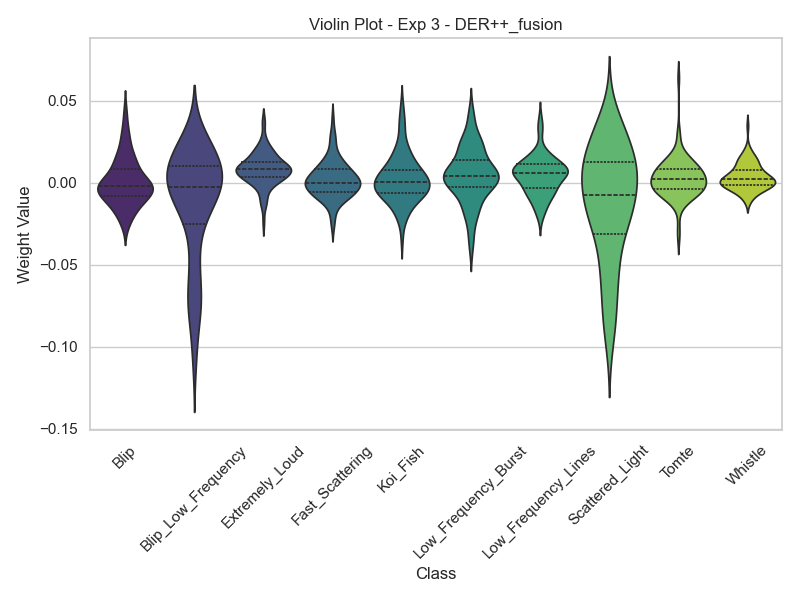 Violin Plot - Exp 3 - DER++_fusion
Weight Value
0.05
0.00
−0.05
−0.10
−0.15
Blip
Blip_Low_Frequency
Extremely_Loud
Fast_Scattering
Koi_Fish
Low_Frequency_Burst
Low_Frequency_Lines
Scattered_Light
Tomte
Whistle
Class